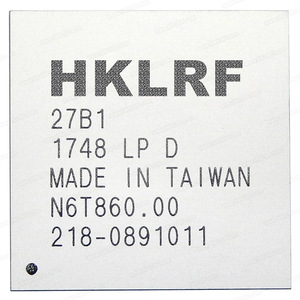 HKLRF
27B1
1748 LP D
MADE IN TAIWAN
N6T860.00
218-0891011